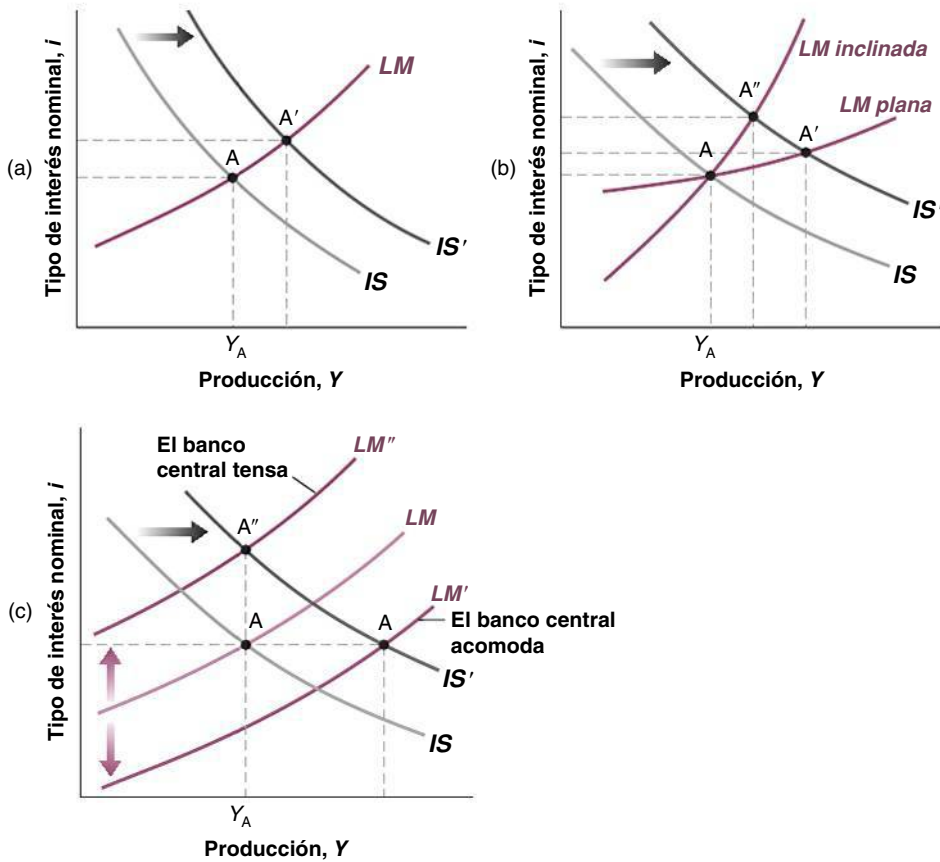 (a)
Tipo de interés nominal, i
LM
A′
A
IS′
IS
Y_A
Producción, Y
(b)
Tipo de interés nominal, i
LM inclinada
A″
LM plana
A′
A
IS′
IS
Y_A
Producción, Y
(c)
Tipo de interés nominal, i
El banco
central tensa
LM″
A″
LM
A
A
LM′
El banco central
acomoda
IS′
IS
Y_A
Producción, Y